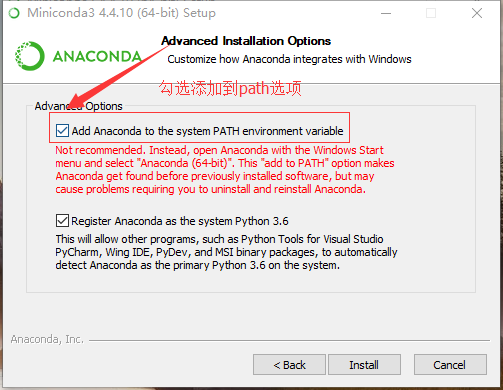 Miniconda3 4.4.10 (64-bit) Setup
ANACONDA
Advanced Installation Options
Customize how Anaconda integrates with Windows
勾选添加到path选项
Advanced Options
Add Anaconda to the system PATH environment variable
Not recommended. Instead, open Anaconda with the Windows Start
menu and select "Anaconda (64-bit)". This "add to PATH" option makes
Anaconda get found before previously installed software, but may
cause problems requiring you to uninstall and reinstall Anaconda.
Register Anaconda as the system Python 3.6
This will allow other programs, such as Python Tools for Visual Studio
PyCharm, Wing IDE, PyDev, and MSI binary packages, to automatically
detect Anaconda as the primary Python 3.6 on the system.
Anaconda, Inc.
< Back
Install
Cancel